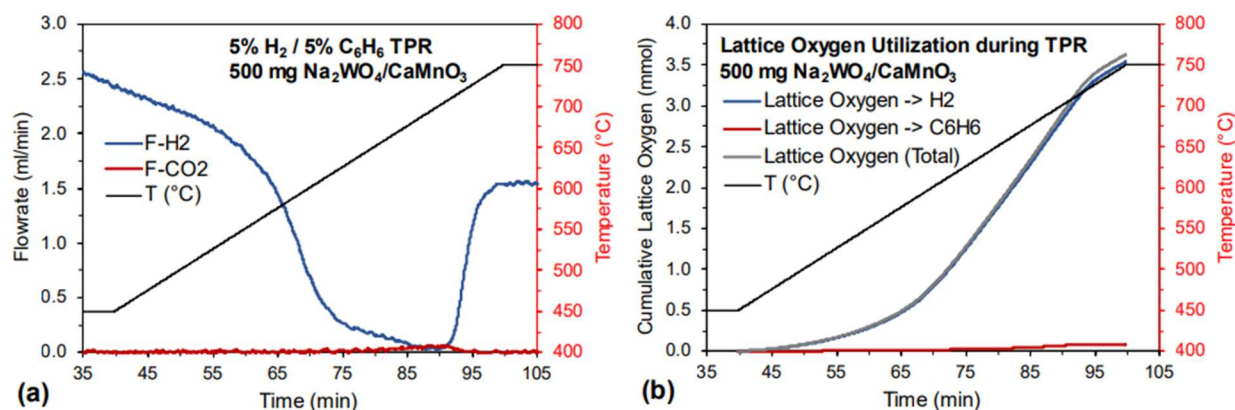 5% H₂ / 5% C₆H₆ TPR
500 mg Na₂WO₄/CaMnO₃
F-H2
F-CO2
T (°C)
Flowrate (ml/min)
3.0
2.5
2.0
1.5
1.0
0.5
0.0
800
750
700
650
600
550
500
450
400
Temperature (°C)
35 45 55 65 75 85 95 105
Time (min)
(a)
Lattice Oxygen Utilization during TPR
500 mg Na₂WO₄/CaMnO₃
Lattice Oxygen -> H2
Lattice Oxygen -> C6H6
Lattice Oxygen (Total)
T (°C)
Cumulative Lattice Oxygen (mmol)
4.0
3.5
3.0
2.5
2.0
1.5
1.0
0.5
0.0
800
750
700
650
600
550
500
450
400
Temperature (°C)
35 45 55 65 75 85 95 105
Time (min)
(b)